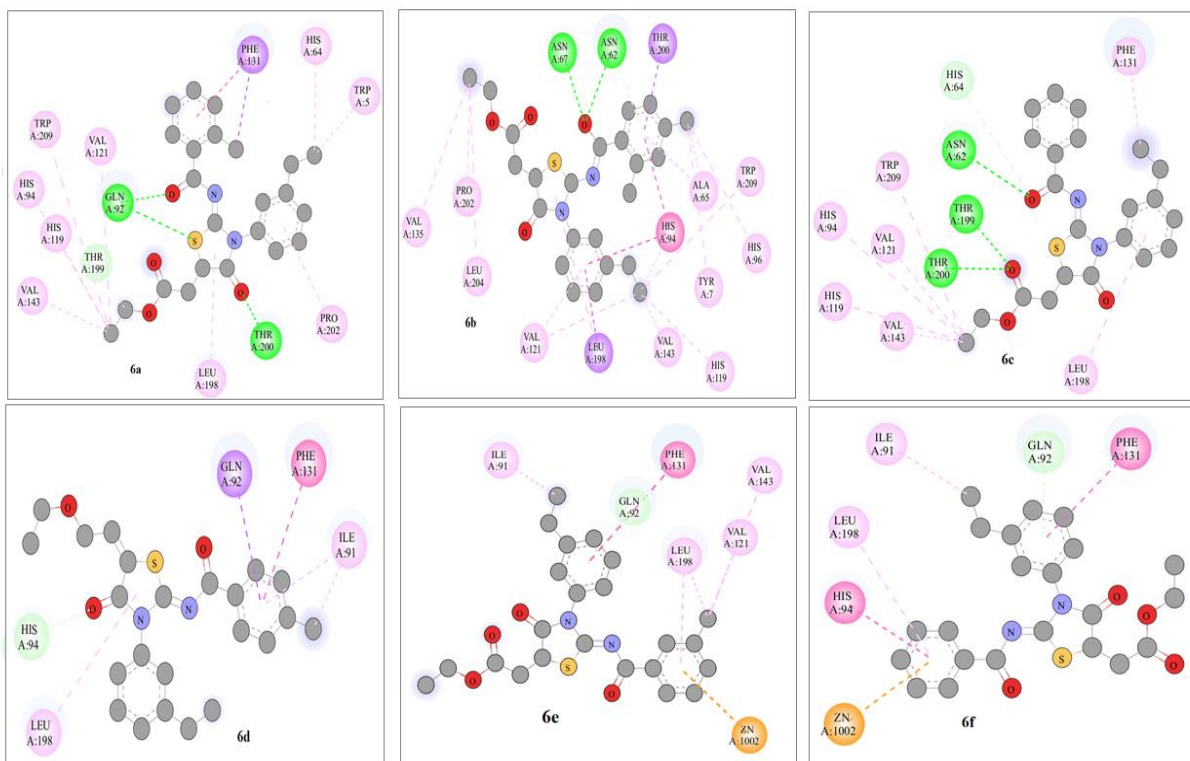 PHE
A:131
HIS
A:64
TRP
A:5
TRP
A:209
VAL
A:121
HIS
A:94
GLN
A:92
HIS
A:119
THR
A:199
VAL
A:143
THR
A:200
PRO
A:202
LEU
A:198
O
N
S
N
O
O
O
6a
ASN
A:67
ASN
A:62
THR
A:200
VAL
A:135
PRO
A:202
LEU
A:204
ALA
A:65
TRP
A:209
HIS
A:94
HIS
A:96
TYR
A:7
VAL
A:121
LEU
A:198
VAL
A:143
HIS
A:119
O
O
O
S
N
N
O
6b
PHE
A:131
HIS
A:64
ASN
A:62
TRP
A:209
THR
A:199
HIS
A:94
VAL
A:121
THR
A:200
HIS
A:119
VAL
A:143
LEU
A:198
O
N
S
N
O
O
O
6c
GLN
A:92
PHE
A:131
ILE
A:91
HIS
A:94
LEU
A:198
O
O
S
O
N
N
6d
ILE
A:91
PHE
A:131
GLN
A:92
VAL
A:143
LEU
A:198
VAL
A:121
ZN
A:1002
O
O
N
N
O
S
O
6e
ILE
A:91
GLN
A:92
PHE
A:131
LEU
A:198
HIS
A:94
ZN
A:1002
N
O
O
N
S
O
O
6f